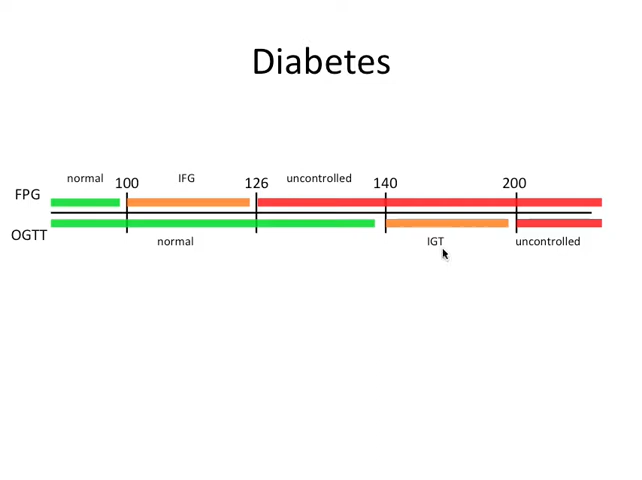 Diabetes
normal 100 IFG 126 uncontrolled 140 200
FPG
OGTT
normal IGT uncontrolled